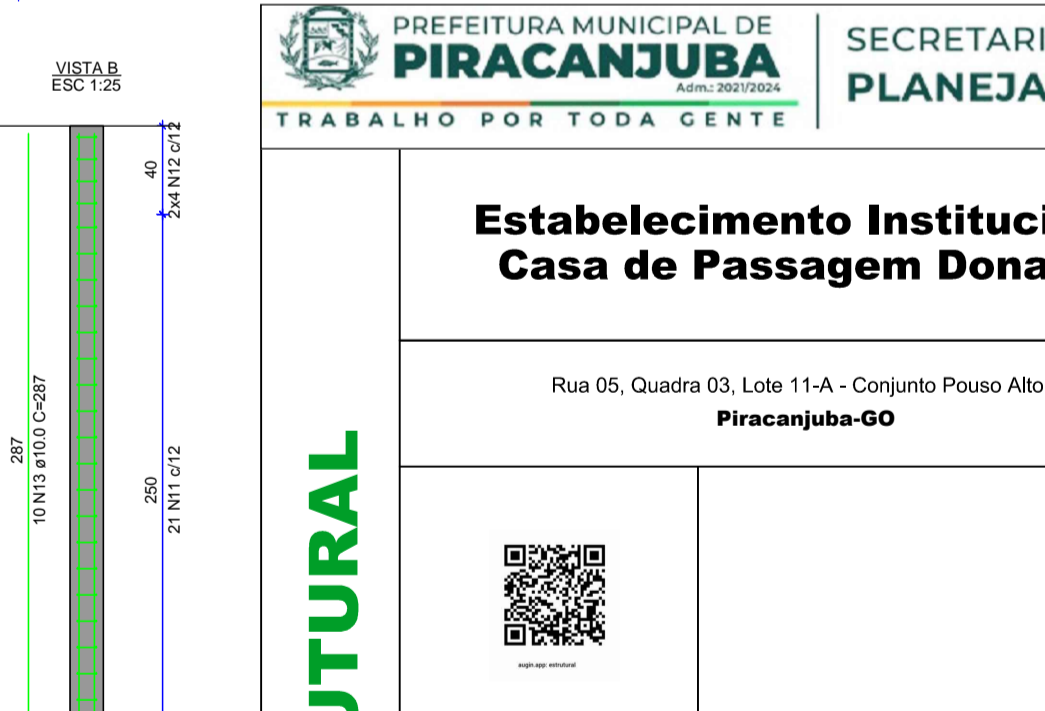 VISTA B
ESC 1:25
40
2x4 N12 c/12
287
10 N13 ø10.0 C=287
250
21 N11 c/12
PREFEITURA MUNICIPAL DE
PIRACANJUBA
Adm.: 2021/2024
TRABALHO POR TODA GENTE
SECRETARI
PLANEJA
Estabelecimento Instituci
Casa de Passagem Dona
Rua 05, Quadra 03, Lote 11-A - Conjunto Pouso Alto
Piracanjuba-GO
UTURAL
augin.app: estrutural